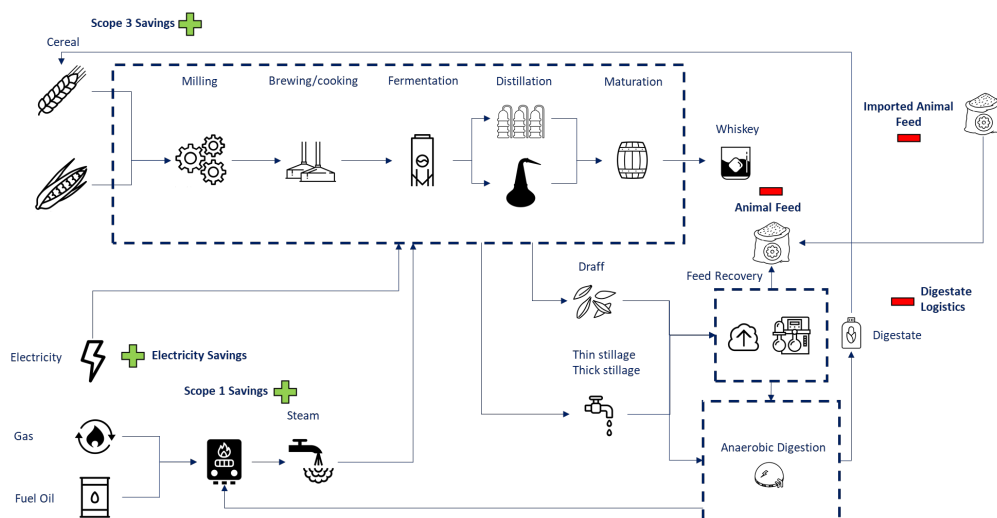 Scope 3 Savings
Cereal
Milling
Brewing/cooking
Fermentation
Distillation
Maturation
Imported Animal
Feed
Whiskey
Animal Feed
Draff
Feed Recovery
Digestate
Logistics
Digestate
Electricity
Electricity Savings
Thin stillage
Thick stillage
Scope 1 Savings
Steam
Gas
Anaerobic Digestion
Fuel Oil